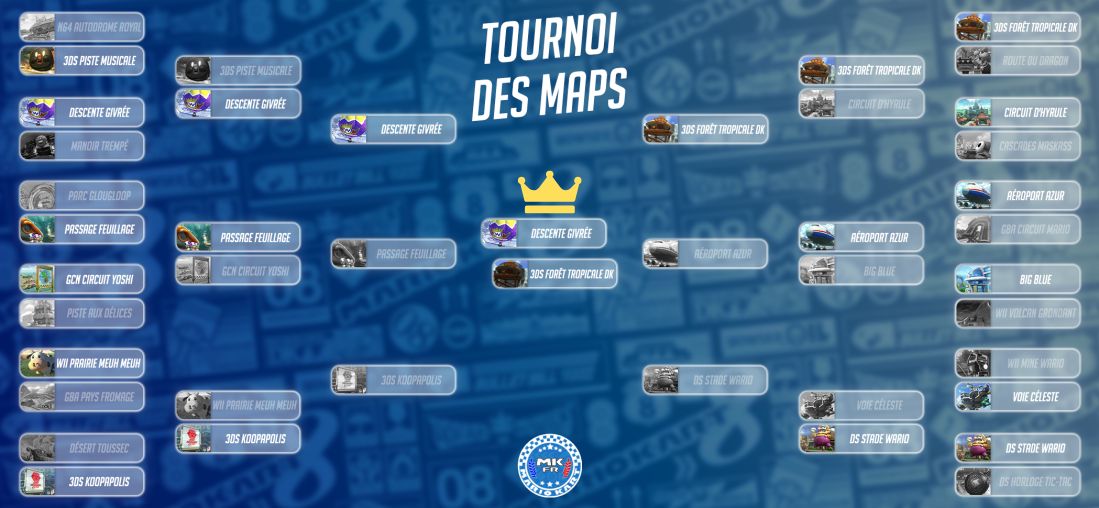 TOURNOI
DES MAPS
N64 AUTODROME ROYAL
3DS PISTE MUSICALE
DESCENTE GIVRÉE
MANOIR TREMPÉ
PARC GLOUGLOOP
PASSAGE FEUILLAGE
GCN CIRCUIT YOSHI
PISTE AUX DÉLICES
WII PRAIRIE MEUH MEUH
GBA PAYS FROMAGE
DÉSERT TOUSSEC
3DS KOOPAPOLIS
3DS PISTE MUSICALE
DESCENTE GIVRÉE
PASSAGE FEUILLAGE
GCN CIRCUIT YOSHI
WII PRAIRIE MEUH MEUH
3DS KOOPAPOLIS
DESCENTE GIVRÉE
PASSAGE FEUILLAGE
3DS KOOPAPOLIS
DESCENTE GIVRÉE
3DS FORÊT TROPICALE DK
3DS FORÊT TROPICALE DK
AÉROPORT AZUR
DS STADE WARIO
3DS FORÊT TROPICALE DK
CIRCUIT D'HYRULE
AÉROPORT AZUR
BIG BLUE
VOIE CÉLESTE
DS STADE WARIO
3DS FORÊT TROPICALE DK
ROUTE DU DRAGON
CIRCUIT D'HYRULE
CASCADES MASKASS
AÉROPORT AZUR
GBA CIRCUIT MARIO
BIG BLUE
WII VOLCAN GRONDANT
WII MINE WARIO
VOIE CÉLESTE
DS STADE WARIO
DS HORLOGE TIC-TAC
MK
FR
MARIO KART